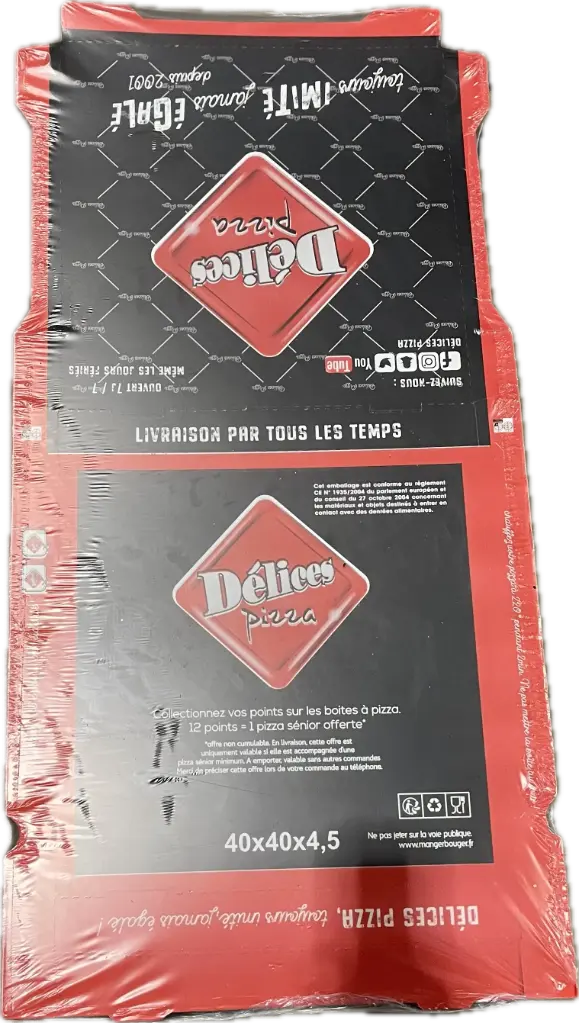 toujours IMITÉ jamais ÉGALÉ
depuis 2001
Délices
pizza
SUIVEZ-NOUS :
You Tube
DÉLICES PIZZA
OUVERT 7J/7
MÊME LES JOURS FÉRIÉS
LIVRAISON PAR TOUS LES TEMPS
Cet emballage est conforme au règlement
CE N° 1935/2004 du parlement européen et
du conseil du 27 octobre 2004 concernant
les matériaux et objets destinés à entrer en
contact avec des denrées alimentaires.
Délices
pizza
Collectionnez vos points sur les boites à pizza.
12 points = 1 pizza sénior offerte*
*offre non cumulable. En livraison, cette offre est
uniquement valable si elle est accompagnée d'une
pizza sénior minimum. A emporter, valable sans autres commandes
Merci de préciser cette offre lors de votre commande au téléphone.
40x40x4,5
Ne pas jeter sur la voie publique.
www.mangerbouger.fr
DÉLICES PIZZA, toujours imité, jamais égalé !